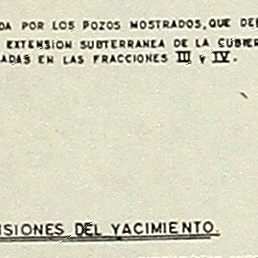 DA POR LOS POZOS MOSTRADOS, QUE DE
EXTENSION SUBTERRANEA DE LA CUBIER
ADAS EN LAS FRACCIONES III y IV.
SIONES DEL YACIMIENTO.